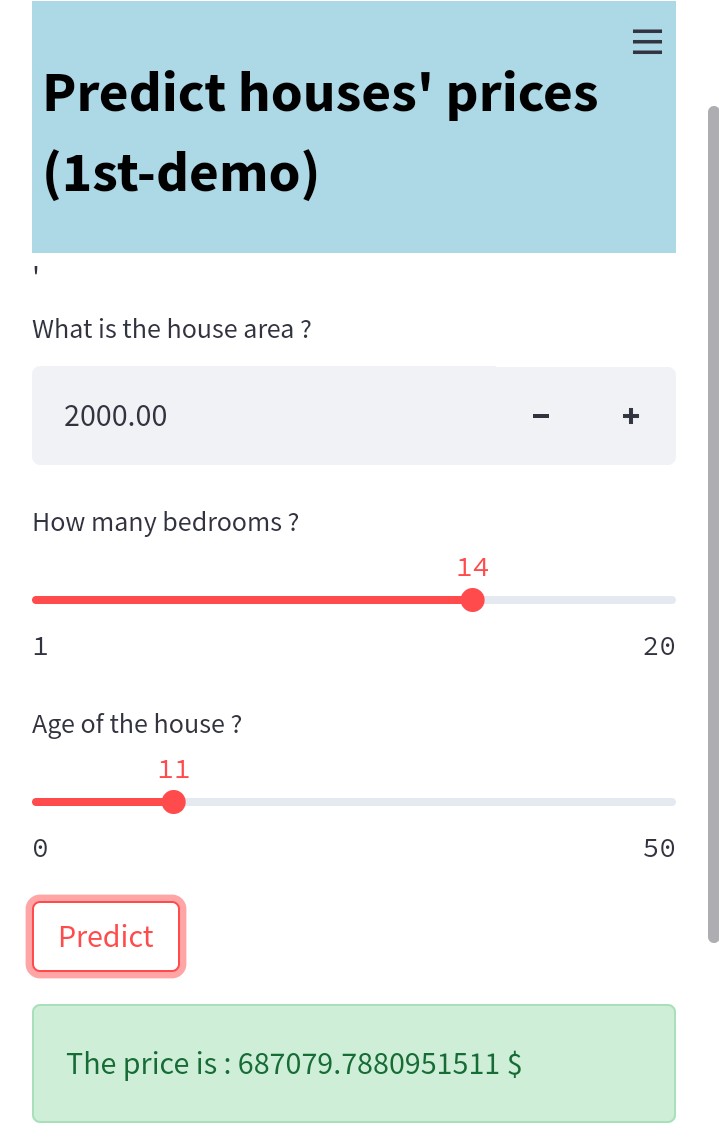 Predict houses' prices
(1st-demo)
'
What is the house area ?
2000.00 − +
How many bedrooms ?
14
1 20
Age of the house ?
11
0 50
Predict
The price is : 687079.7880951511 $